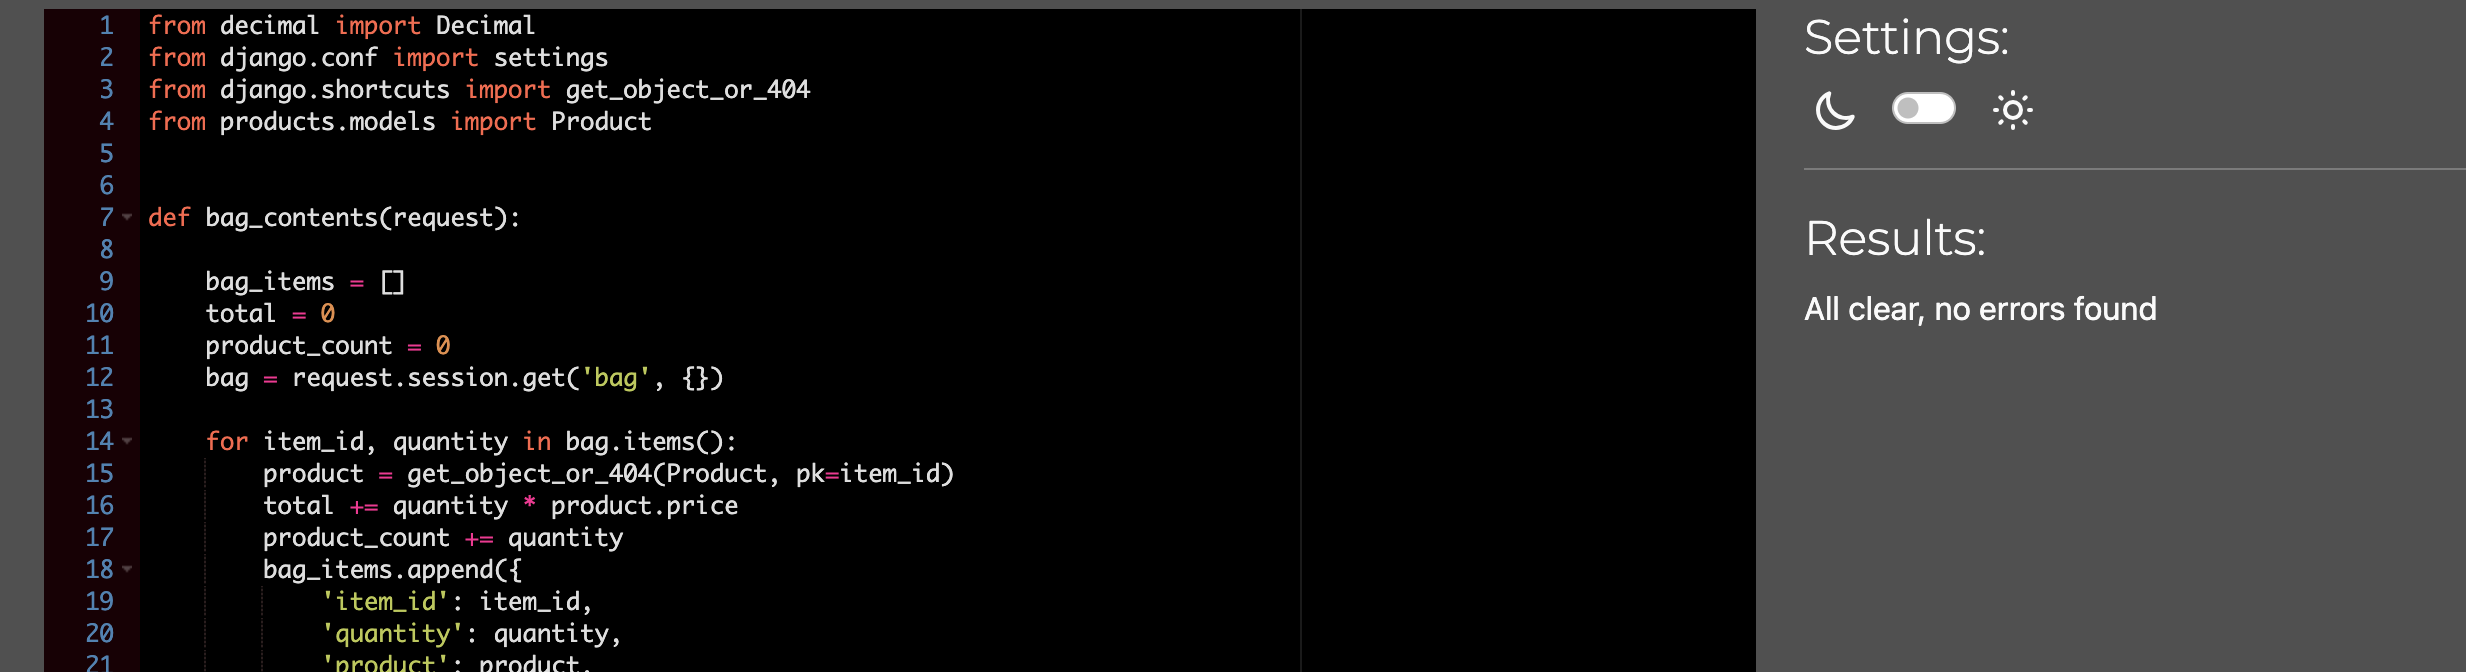 1 from decimal import Decimal
2 from django.conf import settings
3 from django.shortcuts import get_object_or_404
4 from products.models import Product
5
6
7 def bag_contents(request):
8
9     bag_items = []
10     total = 0
11     product_count = 0
12     bag = request.session.get('bag', {})
13
14     for item_id, quantity in bag.items():
15         product = get_object_or_404(Product, pk=item_id)
16         total += quantity * product.price
17         product_count += quantity
18         bag_items.append({
19             'item_id': item_id,
20             'quantity': quantity,
21             'product': product,
Settings:
Results:
All clear, no errors found